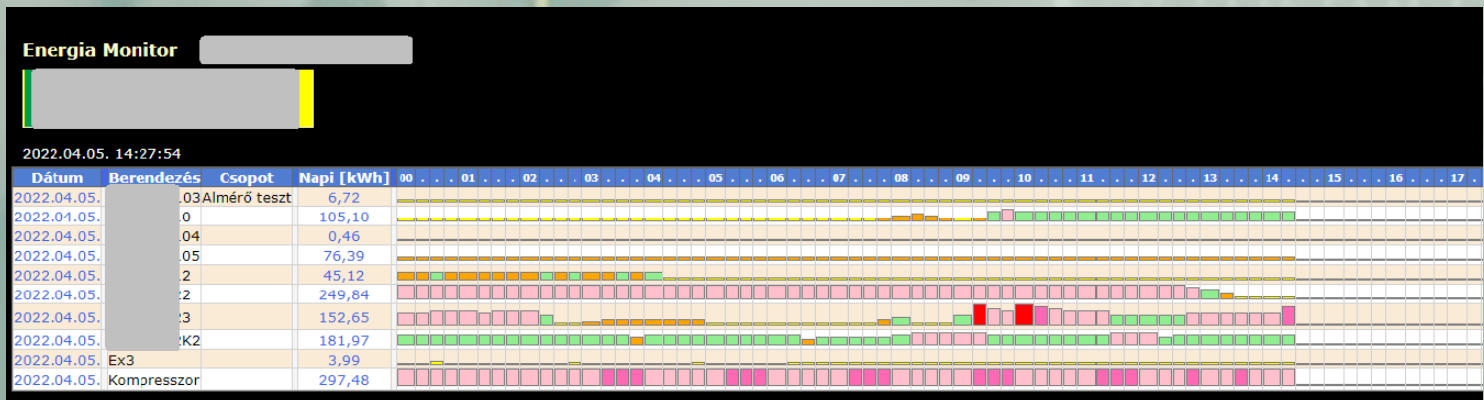 Energia Monitor
2022.04.05. 14:27:54
Dátum Berendezés Csopot Napi [kWh] 00 . . . 01 . . . 02 . . . 03 . . . 04 . . . 05 . . . 06 . . . 07 . . . 08 . . . 09 . . . 10 . . . 11 . . . 12 . . . 13 . . . 14 . . . 15 . . . 16 . . . 17 .
2022.04.05. .03 Almérő teszt 6,72
2022.04.05. 0 105,10
2022.04.05. 04 0,46
2022.04.05. 05 76,39
2022.04.05. 2 45,12
2022.04.05. 2 249,84
2022.04.05. 3 152,65
2022.04.05. K2 181,97
2022.04.05. Ex3 3,99
2022.04.05. Kompresszor 297,48